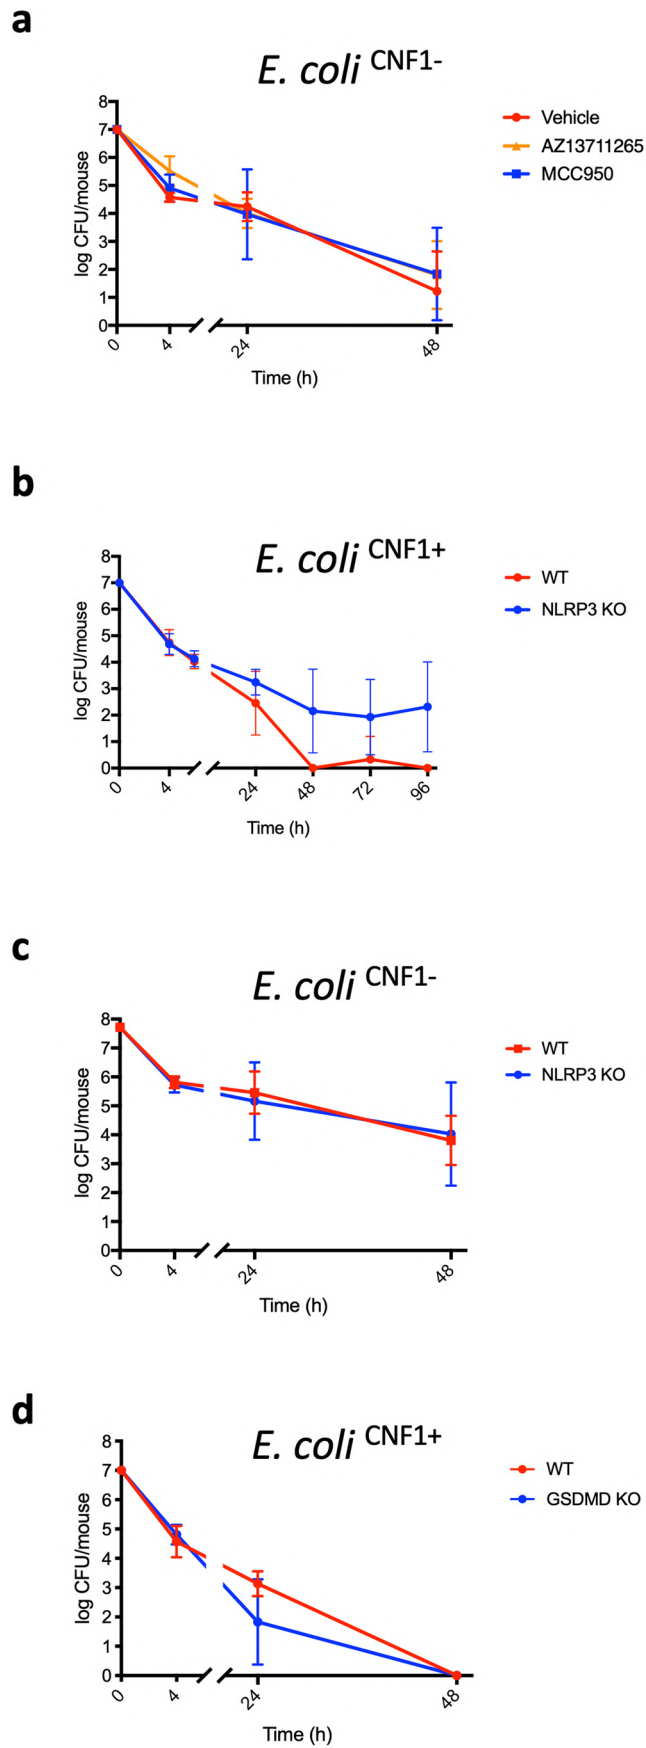 a
E. coli CNF1-
Vehicle
AZ13711265
MCC950
log CFU/mouse
8
7
6
5
4
3
2
1
0
0
4
24
48
Time (h)
b
E. coli CNF1+
WT
NLRP3 KO
log CFU/mouse
8
7
6
5
4
3
2
1
0
0
4
24
48
72
96
Time (h)
c
E. coli CNF1-
WT
NLRP3 KO
log CFU/mouse
8
7
6
5
4
3
2
1
0
0
4
24
48
Time (h)
d
E. coli CNF1+
WT
GSDMD KO
log CFU/mouse
8
7
6
5
4
3
2
1
0
0
4
24
48
Time (h)